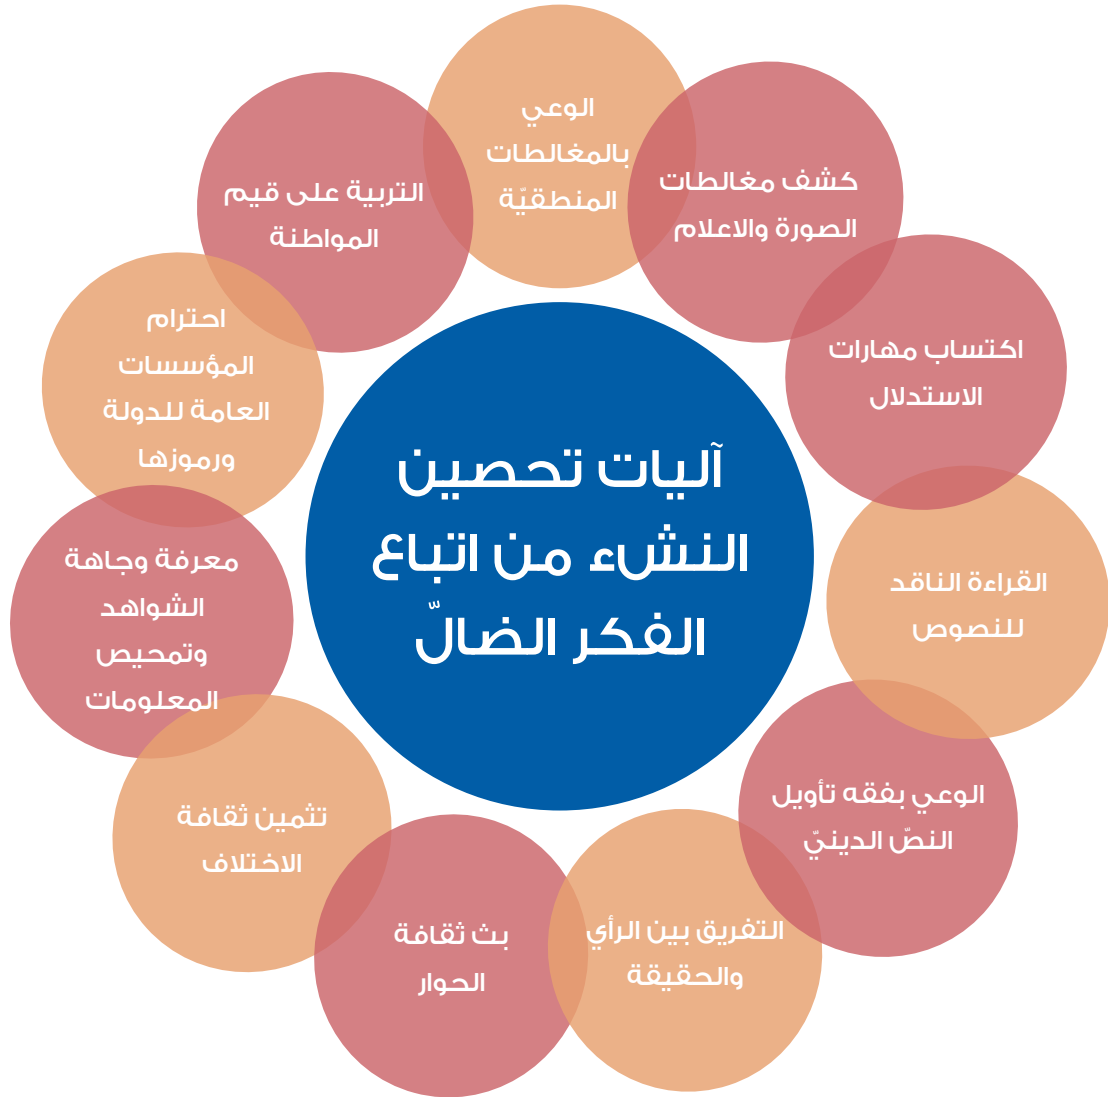 آليات تحصين
النشء من اتباع
الفكر الضالّ
الوعي
بالمغالطات
المنطقيّة
كشف مغالطات
الصورة والاعلام
اكتساب مهارات
الاستدلال
القراءة الناقد
للنصوص
الوعي بفقه تأويل
النصّ الدينيّ
التفريق بين الرأي
والحقيقة
بث ثقافة
الحوار
تثمين ثقافة
الاختلاف
معرفة وجاهة
الشواهد
وتمحيص
المعلومات
احترام
المؤسسات
العامة للدولة
ورموزها
التربية على قيم
المواطنة